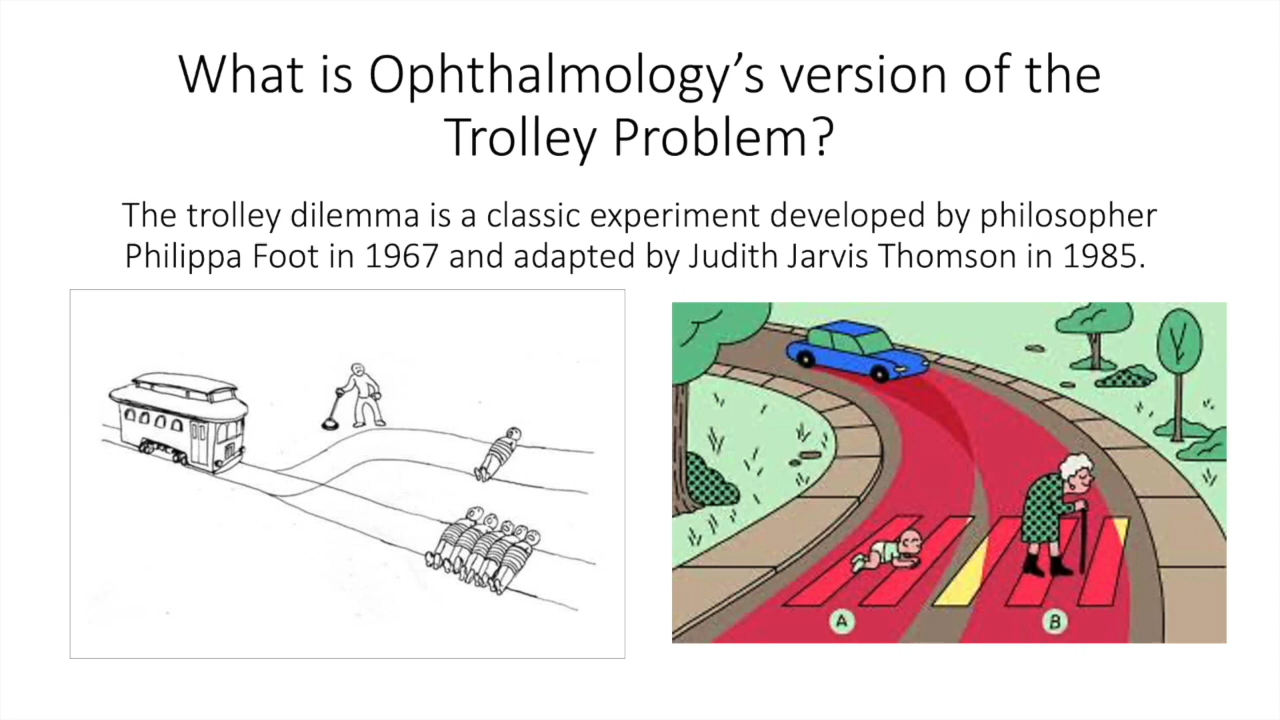 What is Ophthalmology’s version of the
Trolley Problem?
The trolley dilemma is a classic experiment developed by philosopher
Philippa Foot in 1967 and adapted by Judith Jarvis Thomson in 1985.
A
B